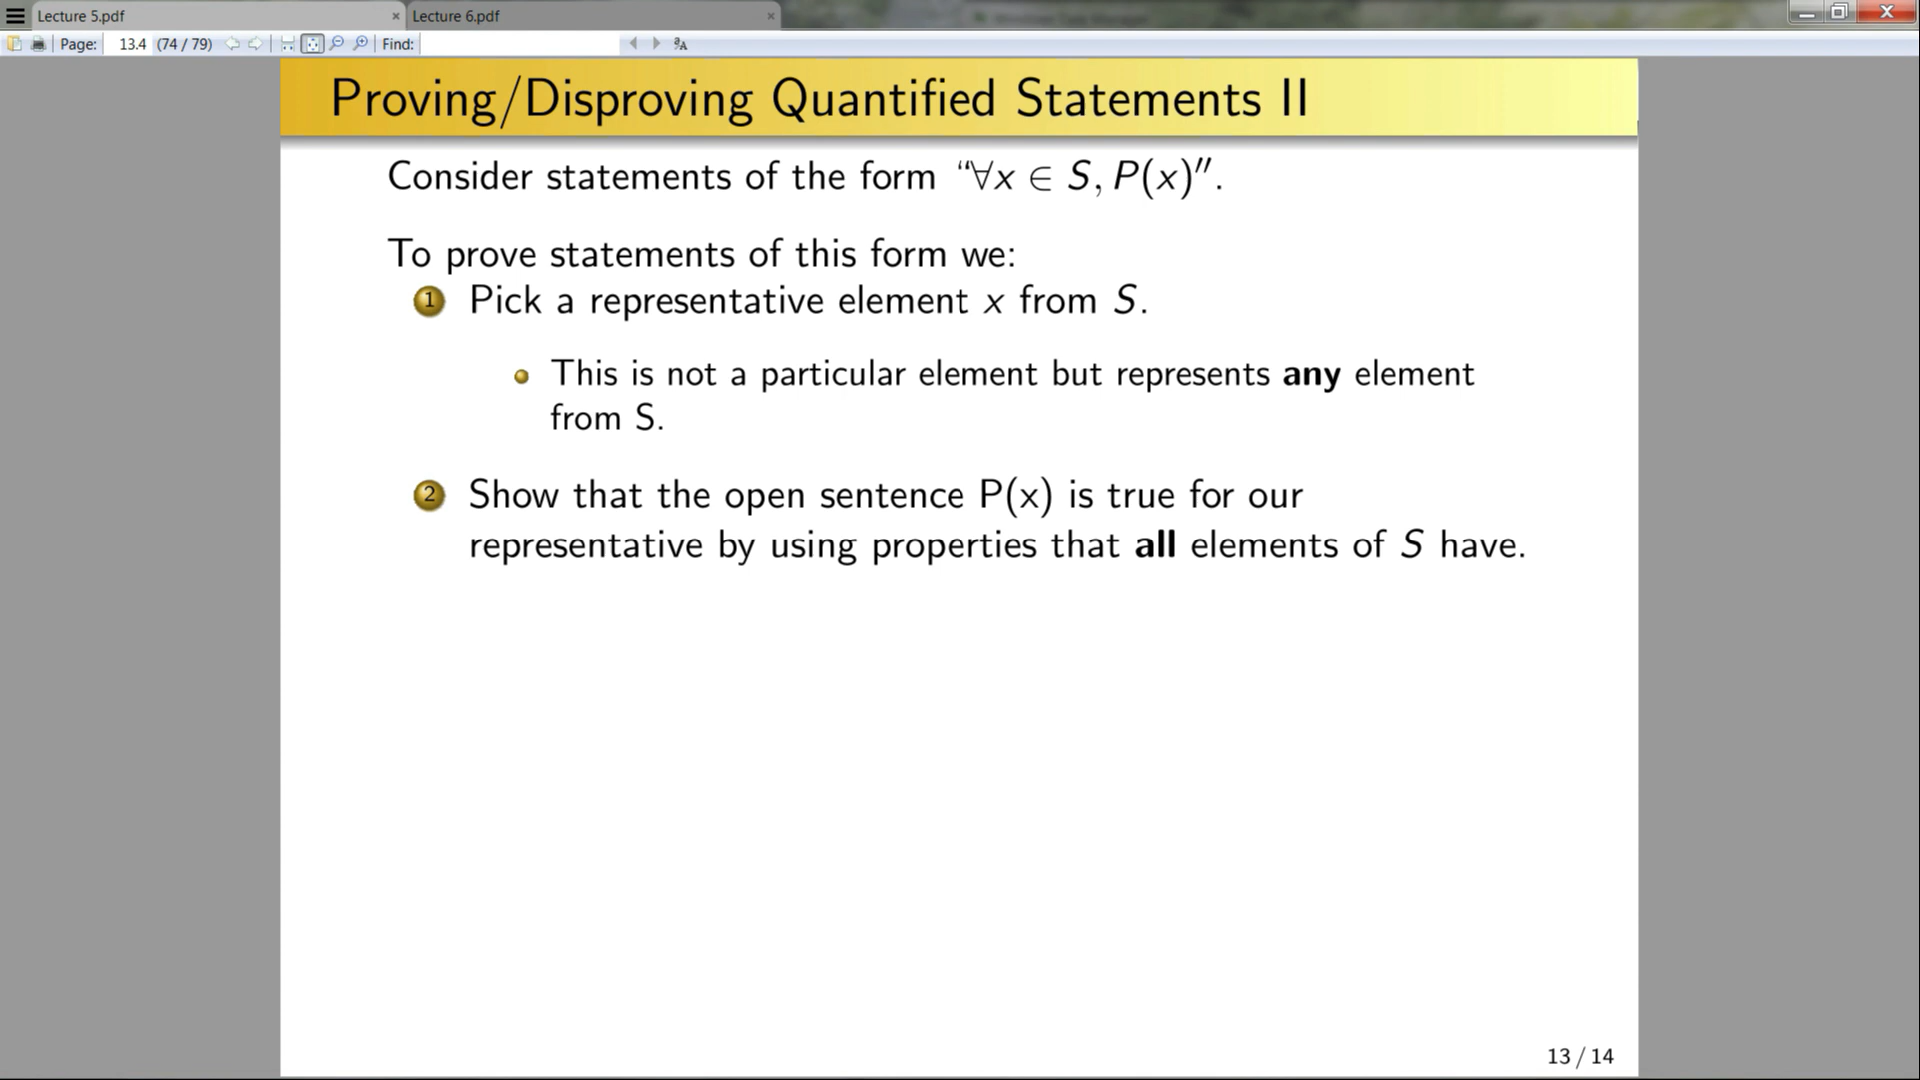 Lecture 5.pdf
Lecture 6.pdf
Page: 13.4 (74 / 79) Find:
Proving/Disproving Quantified Statements II
Consider statements of the form “∀x ∈ S, P(x)”.
To prove statements of this form we:
1 Pick a representative element x from S.
This is not a particular element but represents any element
from S.
2 Show that the open sentence P(x) is true for our
representative by using properties that all elements of S have.
13 / 14